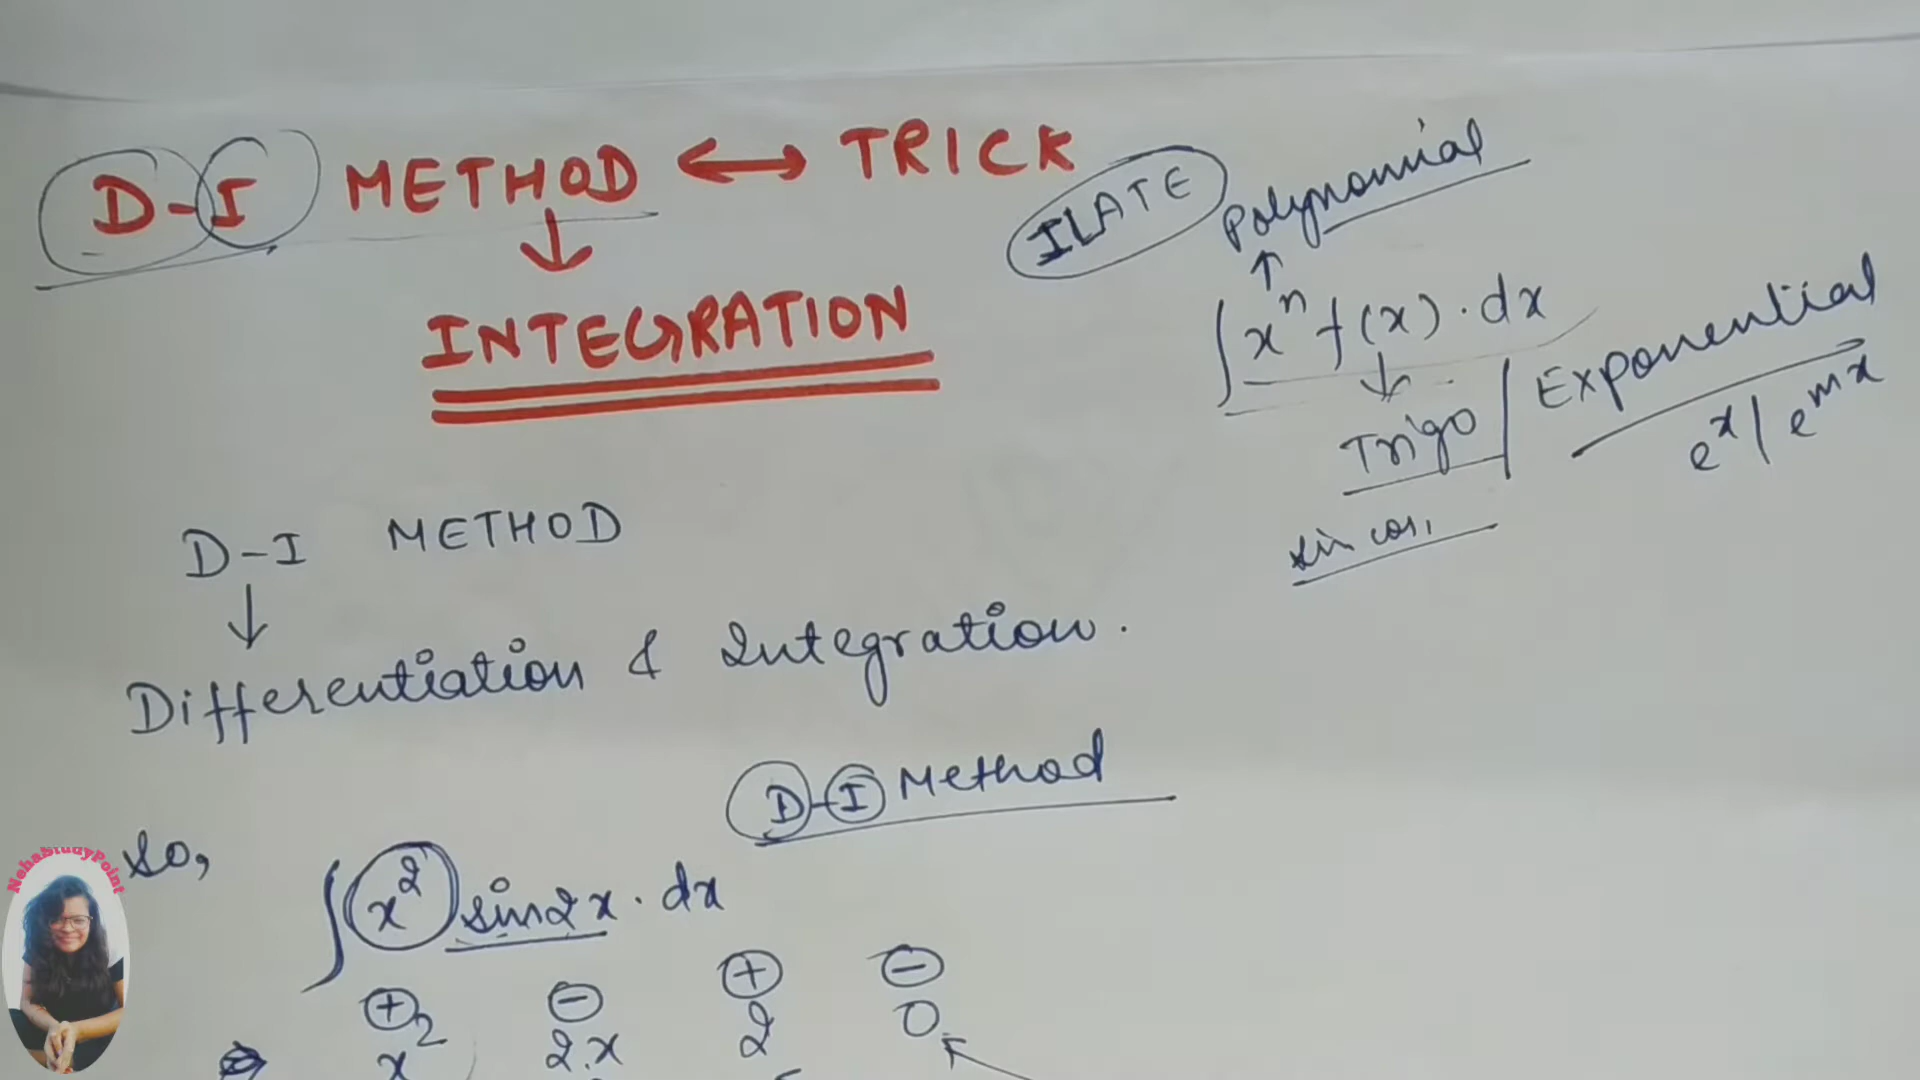 D-I METHOD ↔ TRICK
↓
INTEGRATION
ILATE
Polynomial
↑
∫xⁿ f(x)·dx
↓
Trigo / Exponential
eˣ / eᵐˣ
sin cos,
D-I METHOD
↓
Differentiation & Integration.
D-I Method
So,
∫x² sin2x·dx
⊕ ⊖ ⊕ ⊖
x² 2x 2 0
NehaStudyPoint